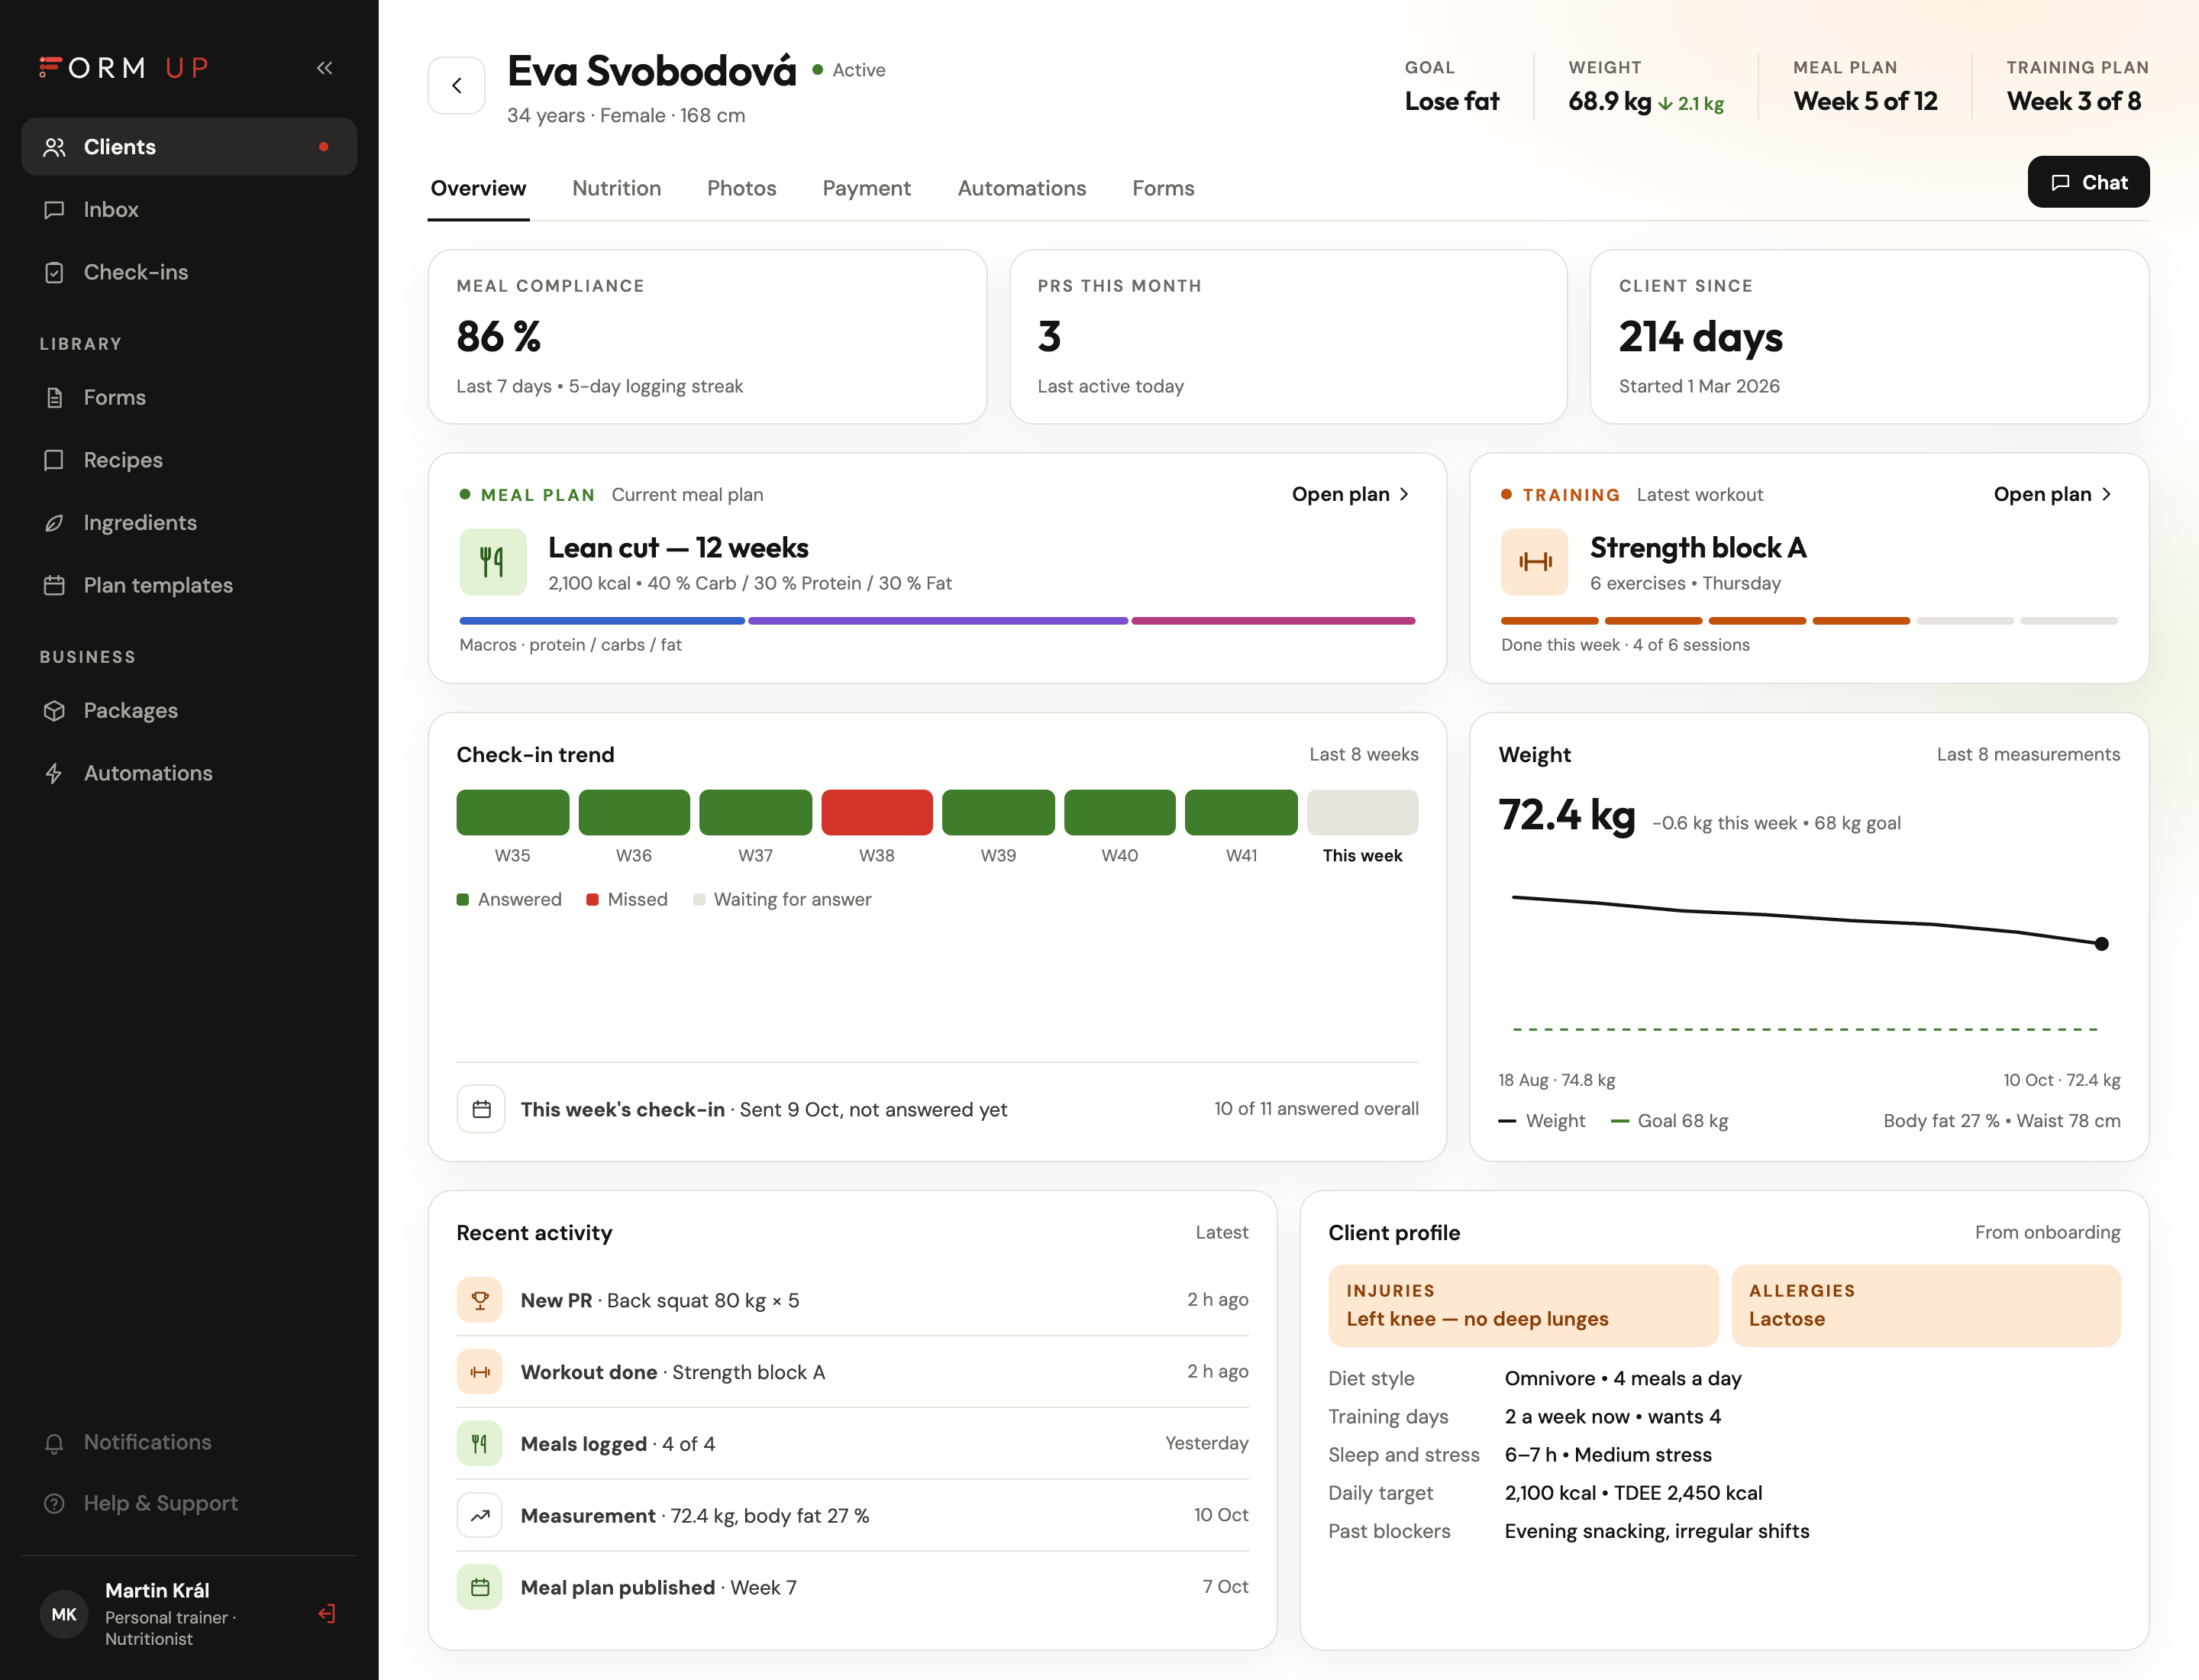 FORM UP
Clients
Inbox
Check-ins
LIBRARY
Forms
Recipes
Ingredients
Plan templates
BUSINESS
Packages
Automations
Notifications
Help & Support
MK
Martin Král
Personal trainer ·
Nutritionist
Eva Svobodová
Active
34 years · Female · 168 cm
GOAL
Lose fat
WEIGHT
68.9 kg ↓ 2.1 kg
MEAL PLAN
Week 5 of 12
TRAINING PLAN
Week 3 of 8
Overview
Nutrition
Photos
Payment
Automations
Forms
Chat
MEAL COMPLIANCE
86 %
Last 7 days • 5-day logging streak
PRS THIS MONTH
3
Last active today
CLIENT SINCE
214 days
Started 1 Mar 2026
MEAL PLAN Current meal plan
Open plan
Lean cut — 12 weeks
2,100 kcal • 40 % Carb / 30 % Protein / 30 % Fat
Macros · protein / carbs / fat
TRAINING Latest workout
Open plan
Strength block A
6 exercises • Thursday
Done this week · 4 of 6 sessions
Check-in trend
Last 8 weeks
W35
W36
W37
W38
W39
W40
W41
This week
Answered
Missed
Waiting for answer
This week's check-in · Sent 9 Oct, not answered yet
10 of 11 answered overall
Weight
Last 8 measurements
72.4 kg
-0.6 kg this week • 68 kg goal
18 Aug · 74.8 kg
10 Oct · 72.4 kg
Weight
Goal 68 kg
Body fat 27 % • Waist 78 cm
Recent activity
Latest
New PR · Back squat 80 kg × 5
2 h ago
Workout done · Strength block A
2 h ago
Meals logged · 4 of 4
Yesterday
Measurement · 72.4 kg, body fat 27 %
10 Oct
Meal plan published · Week 7
7 Oct
Client profile
From onboarding
INJURIES
Left knee — no deep lunges
ALLERGIES
Lactose
Diet style
Omnivore • 4 meals a day
Training days
2 a week now • wants 4
Sleep and stress
6–7 h • Medium stress
Daily target
2,100 kcal • TDEE 2,450 kcal
Past blockers
Evening snacking, irregular shifts